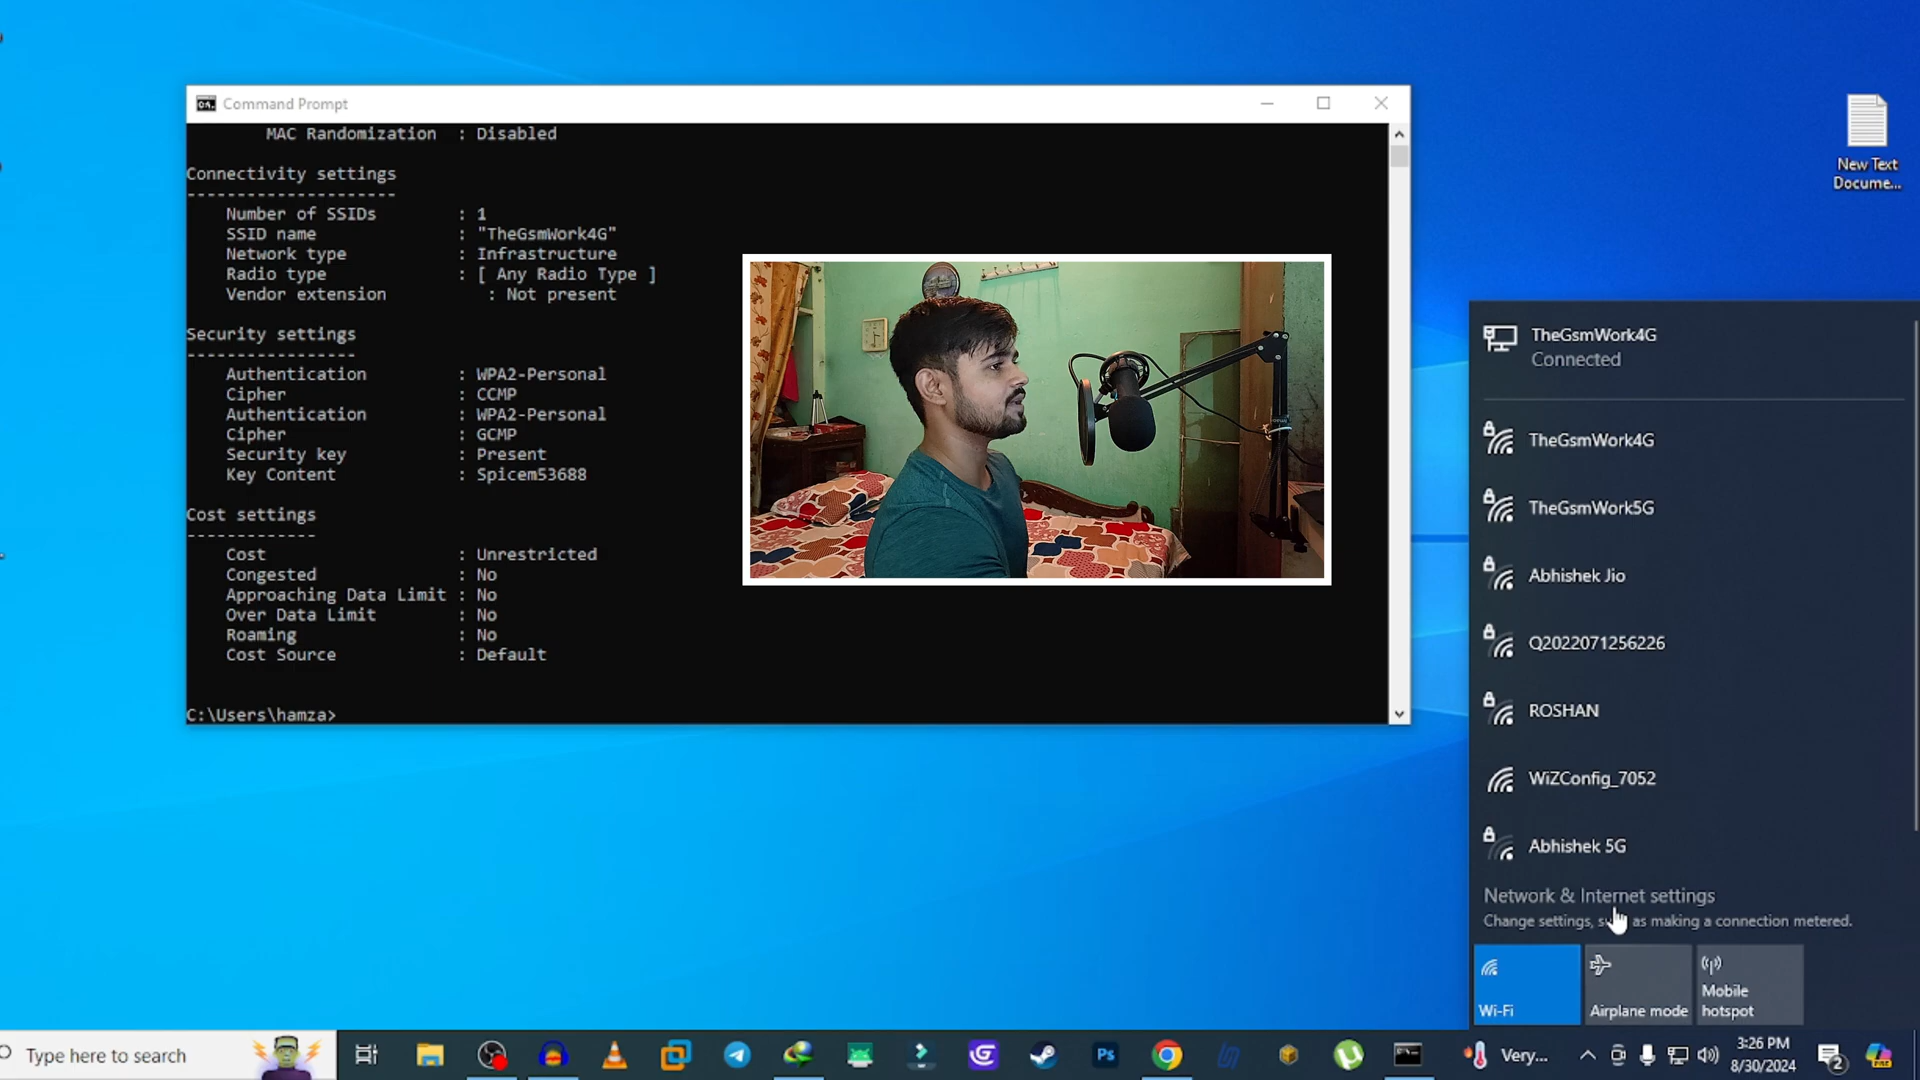 Command Prompt
MAC Randomization : Disabled
Connectivity settings
---------------------
Number of SSIDs : 1
SSID name : "TheGsmWork4G"
Network type : Infrastructure
Radio type : [ Any Radio Type ]
Vendor extension : Not present
Security settings
-----------------
Authentication : WPA2-Personal
Cipher : CCMP
Authentication : WPA2-Personal
Cipher : GCMP
Security key : Present
Key Content : Spicem53688
Cost settings
-------------
Cost : Unrestricted
Congested : No
Approaching Data Limit : No
Over Data Limit : No
Roaming : No
Cost Source : Default
C:\Users\hamza>
New Text
Docume...
TheGsmWork4G
Connected
TheGsmWork4G
TheGsmWork5G
Abhishek Jio
Q2022071256226
ROSHAN
WiZConfig_7052
Abhishek 5G
Network & Internet settings
Change settings, such as making a connection metered.
Wi-Fi
Airplane mode
Mobile
hotspot
Type here to search
Ps
Very...
3:26 PM
8/30/2024
2